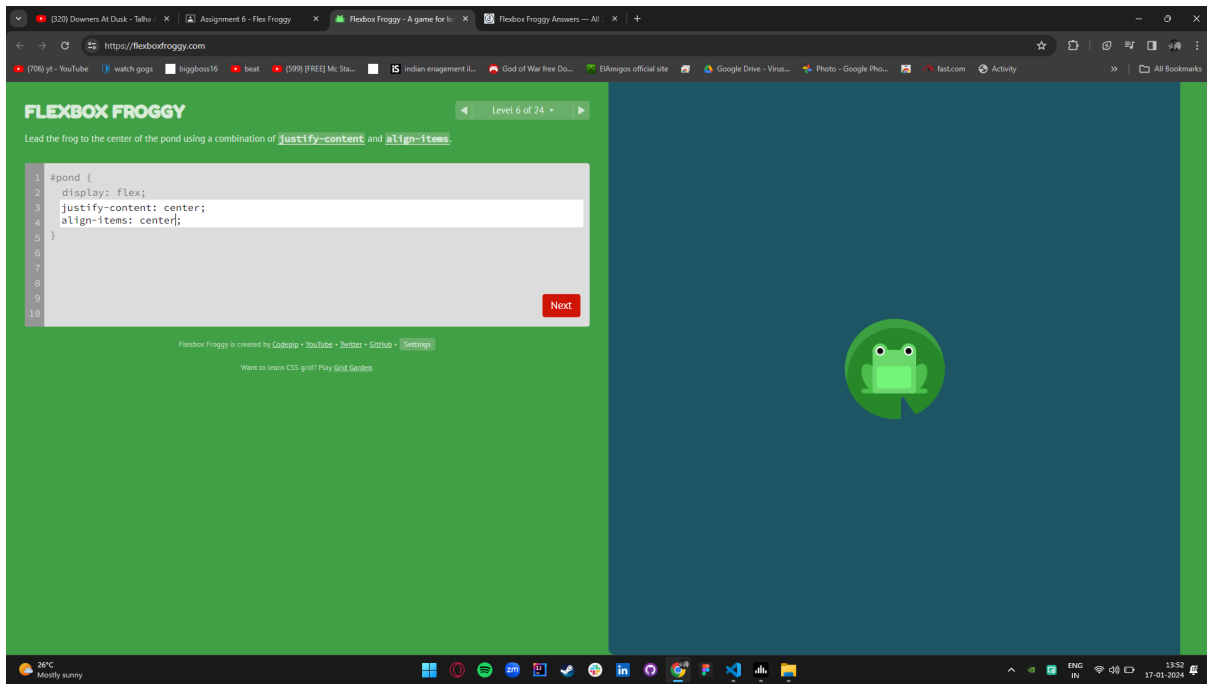 (320) Downers At Dusk - Talha
Assignment 6 - Flex Froggy
Flexbox Froggy - A game for le
Flexbox Froggy Answers — All
https://flexboxfroggy.com
(706) yt - YouTube
watch gogs
biggboss16
beat
(599) [FREE] Mc Sta...
indian enagement il...
God of War free Do...
ElAmigos official site
Google Drive - Virus...
Photo - Google Pho...
fast.com
Activity
»
All Bookmarks
FLEXBOX FROGGY
Level 6 of 24
Lead the frog to the center of the pond using a combination of justify-content and align-items.
1 #pond {
2 display: flex;
3 justify-content: center;
4 align-items: center;
5 }
6
7
8
9
10
Next
Flexbox Froggy is created by Codepip • YouTube • Twitter • GitHub • Settings
Want to learn CSS grid? Play Grid Garden.
26°C
Mostly sunny
zm
in
ENG
IN
13:52
17-01-2024